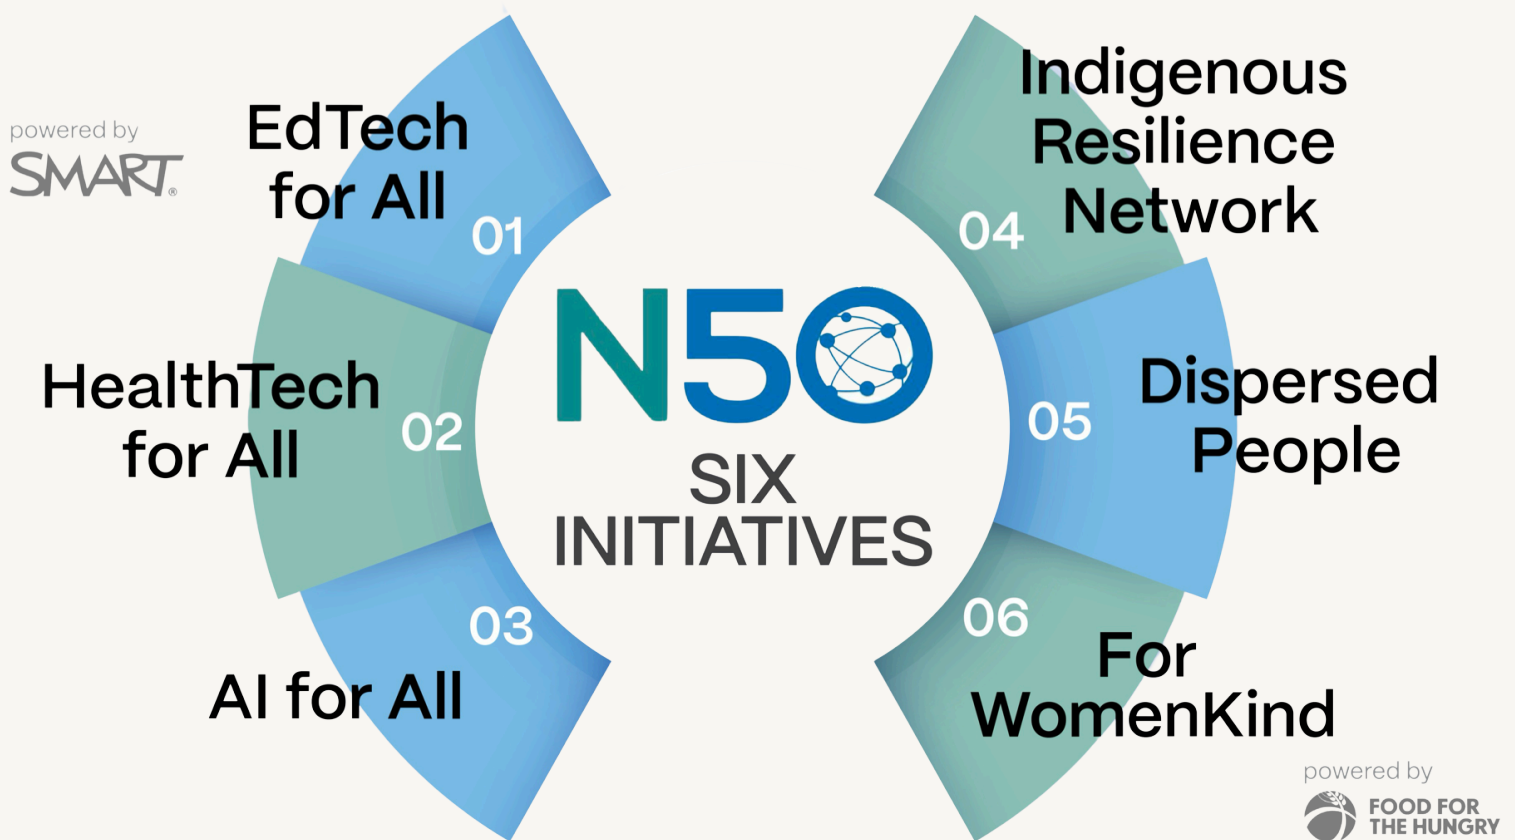 powered by
SMART®
EdTech
for All
01
HealthTech
for All
02
AI for All
03
N50
SIX
INITIATIVES
Indigenous
Resilience
Network
04
Dispersed
People
05
For
WomenKind
06
powered by
FOOD FOR
THE HUNGRY